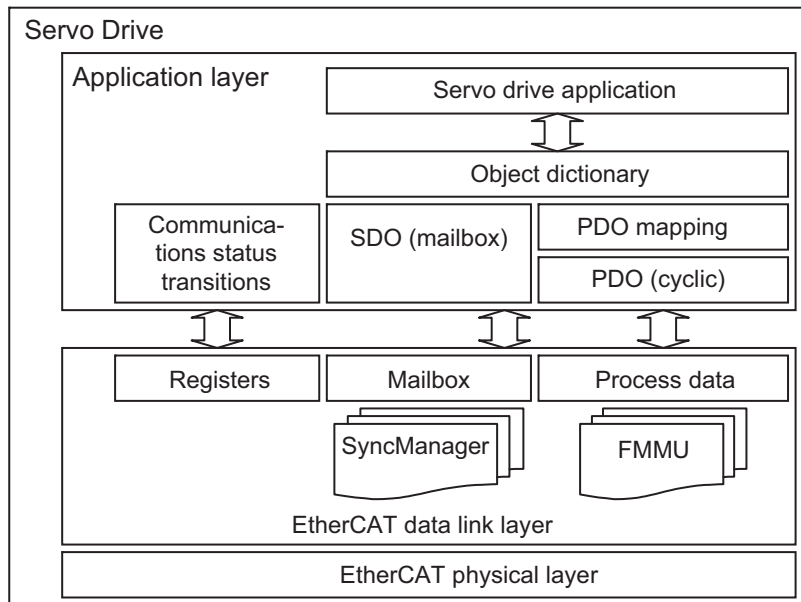 Servo Drive
Application layer
Servo drive application
Object dictionary
Communica-
tions status
transitions
SDO (mailbox)
PDO mapping
PDO (cyclic)
Registers
Mailbox
Process data
SyncManager
FMMU
EtherCAT data link layer
EtherCAT physical layer